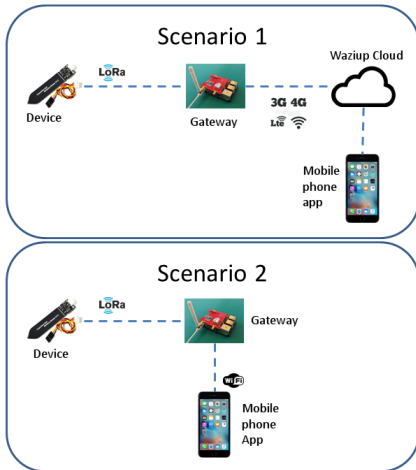 Scenario 1
Waziup Cloud
LoRa
3G 4G
Lte
Device
Gateway
Mobile
phone
app
Scenario 2
LoRa
Gateway
Device
WiFi
Mobile
phone
App